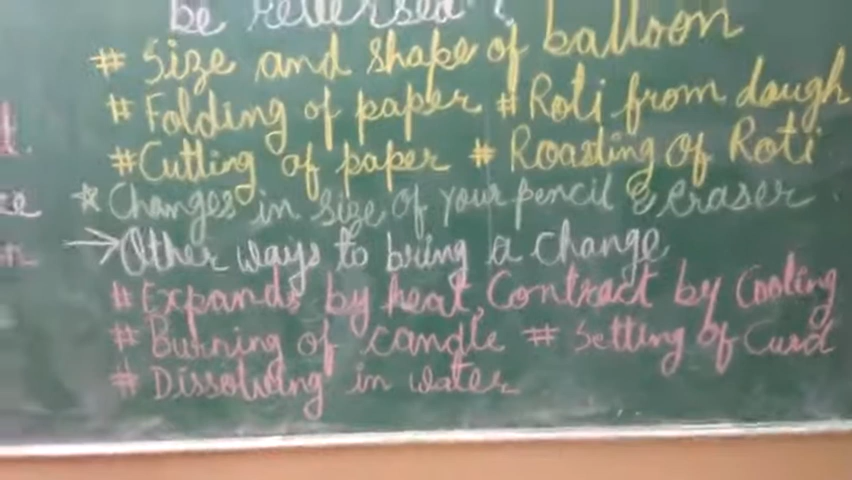 be reversed?
# Size and shape of balloon
# Folding of paper # Roti from dough
# Cutting of paper # Roasting of Roti
* Changes in size of your pencil & eraser.
→ Other ways to bring a change
# Expands by heat, Contract by Cooling
# Burning of candle # Setting of Curd
# Dissolving in water